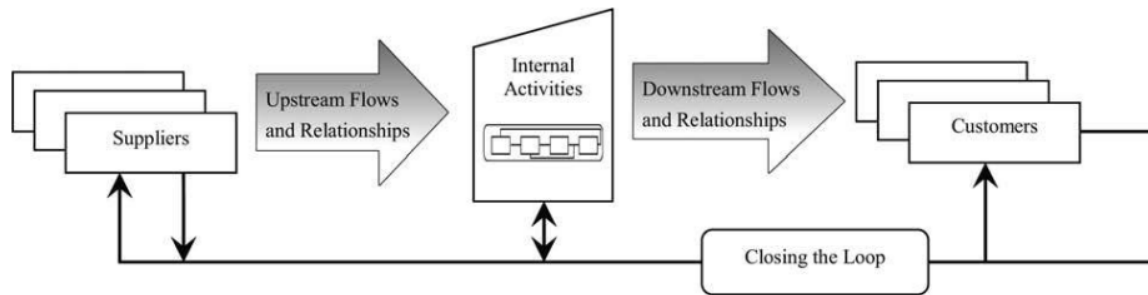 Suppliers
Upstream Flows
and Relationships
Internal
Activities
Downstream Flows
and Relationships
Customers
Closing the Loop